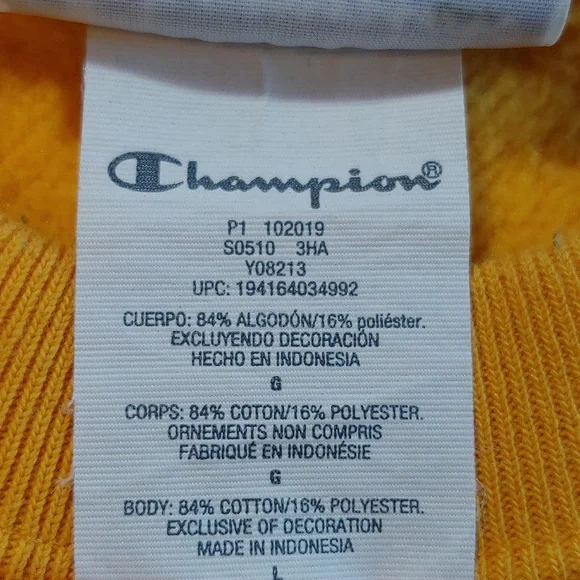 Champion®
P1 102019
S0510 3HA
Y08213
UPC: 194164034992
CUERPO: 84% ALGODÓN/16% poliéster.
EXCLUYENDO DECORACIÓN
HECHO EN INDONESIA
G
CORPS: 84% COTON/16% POLYESTER.
ORNEMENTS NON COMPRIS
FABRIQUÉ EN INDONÉSIE
G
BODY: 84% COTTON/16% POLYESTER.
EXCLUSIVE OF DECORATION
MADE IN INDONESIA
L